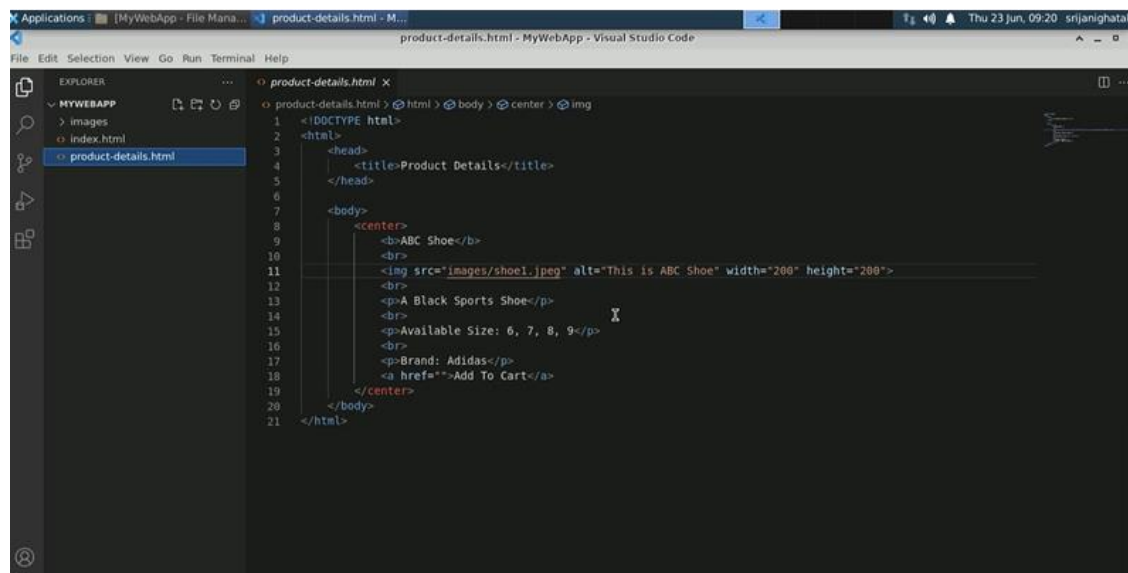 Applications [MyWebApp - File Mana... product-details.html - M... Thu 23 Jun, 09:20 srijanighatal
product-details.html - MyWebApp - Visual Studio Code
File Edit Selection View Go Run Terminal Help
EXPLORER ... product-details.html
MYWEBAPP product-details.html > html > body > center > img
images
index.html
product-details.html
1 <!DOCTYPE html>
2 <html>
3 <head>
4 <title>Product Details</title>
5 </head>
6
7 <body>
8 <center>
9 <b>ABC Shoe</b>
10 <br>
11 <img src="images/shoe1.jpeg" alt="This is ABC Shoe" width="200" height="200">
12 <br>
13 <p>A Black Sports Shoe</p>
14 <br>
15 <p>Available Size: 6, 7, 8, 9</p>
16 <br>
17 <p>Brand: Adidas</p>
18 <a href="">Add To Cart</a>
19 </center>
20 </body>
21 </html>